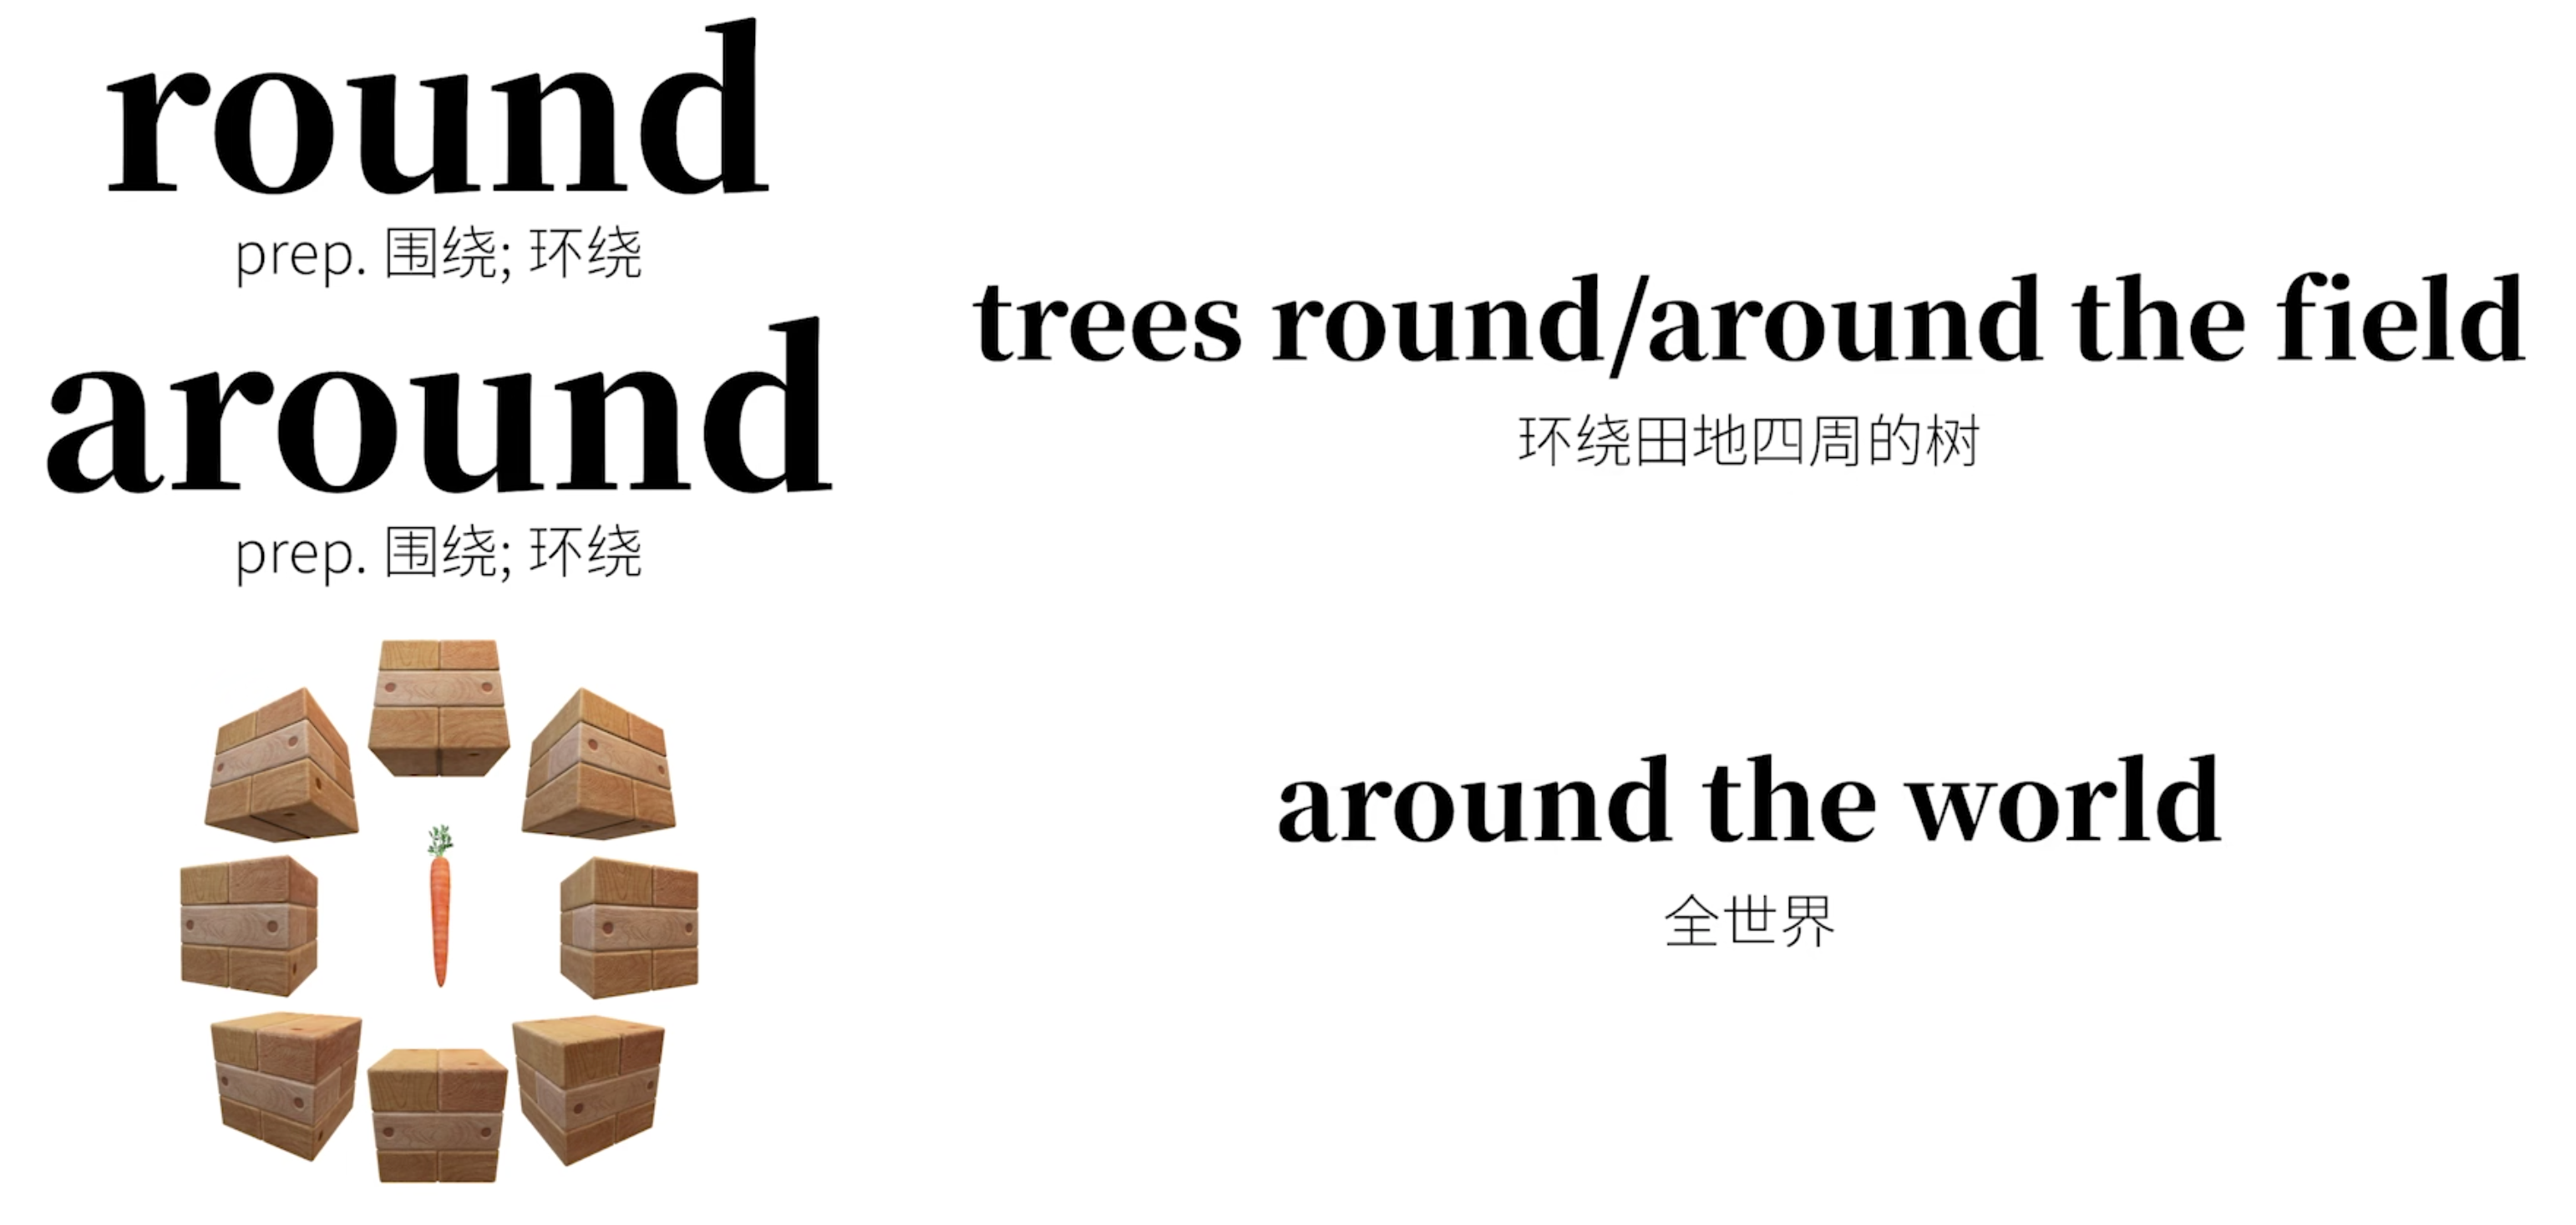 round
prep. 围绕; 环绕
around
prep. 围绕; 环绕
trees round/around the field
环绕田地四周的树
around the world
全世界